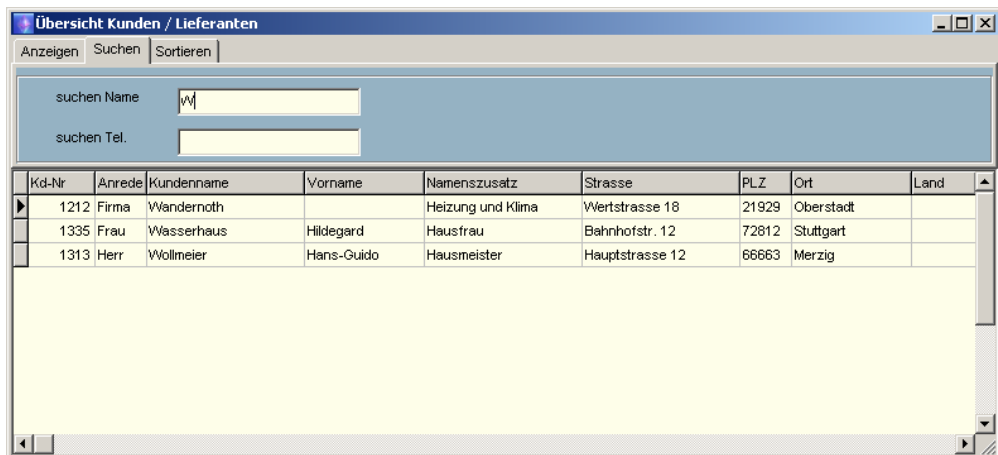 Übersicht Kunden / Lieferanten
Anzeigen Suchen Sortieren
suchen Name W
suchen Tel.
Kd-Nr Anrede Kundenname Vorname Namenszusatz Strasse PLZ Ort Land
1212 Firma Wandernoth Heizung und Klima Wertstrasse 18 21929 Oberstadt
1335 Frau Wasserhaus Hildegard Hausfrau Bahnhofstr. 12 72812 Stuttgart
1313 Herr Wollmeier Hans-Guido Hausmeister Hauptstrasse 12 66663 Merzig